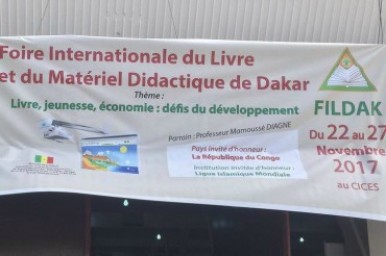 Foire Internationale du Livre
et du Matériel Didactique de Dakar
Thème :
Livre, jeunesse, économie : défis du développement
Parrain : Professeur Mamoussé DIAGNE
Pays invité d'honneur :
La République du Congo
Institution invitée d'honneur :
Ligue Islamique Mondiale
FILDAK
Du 22 au 27
Novembre
2017
au CICES